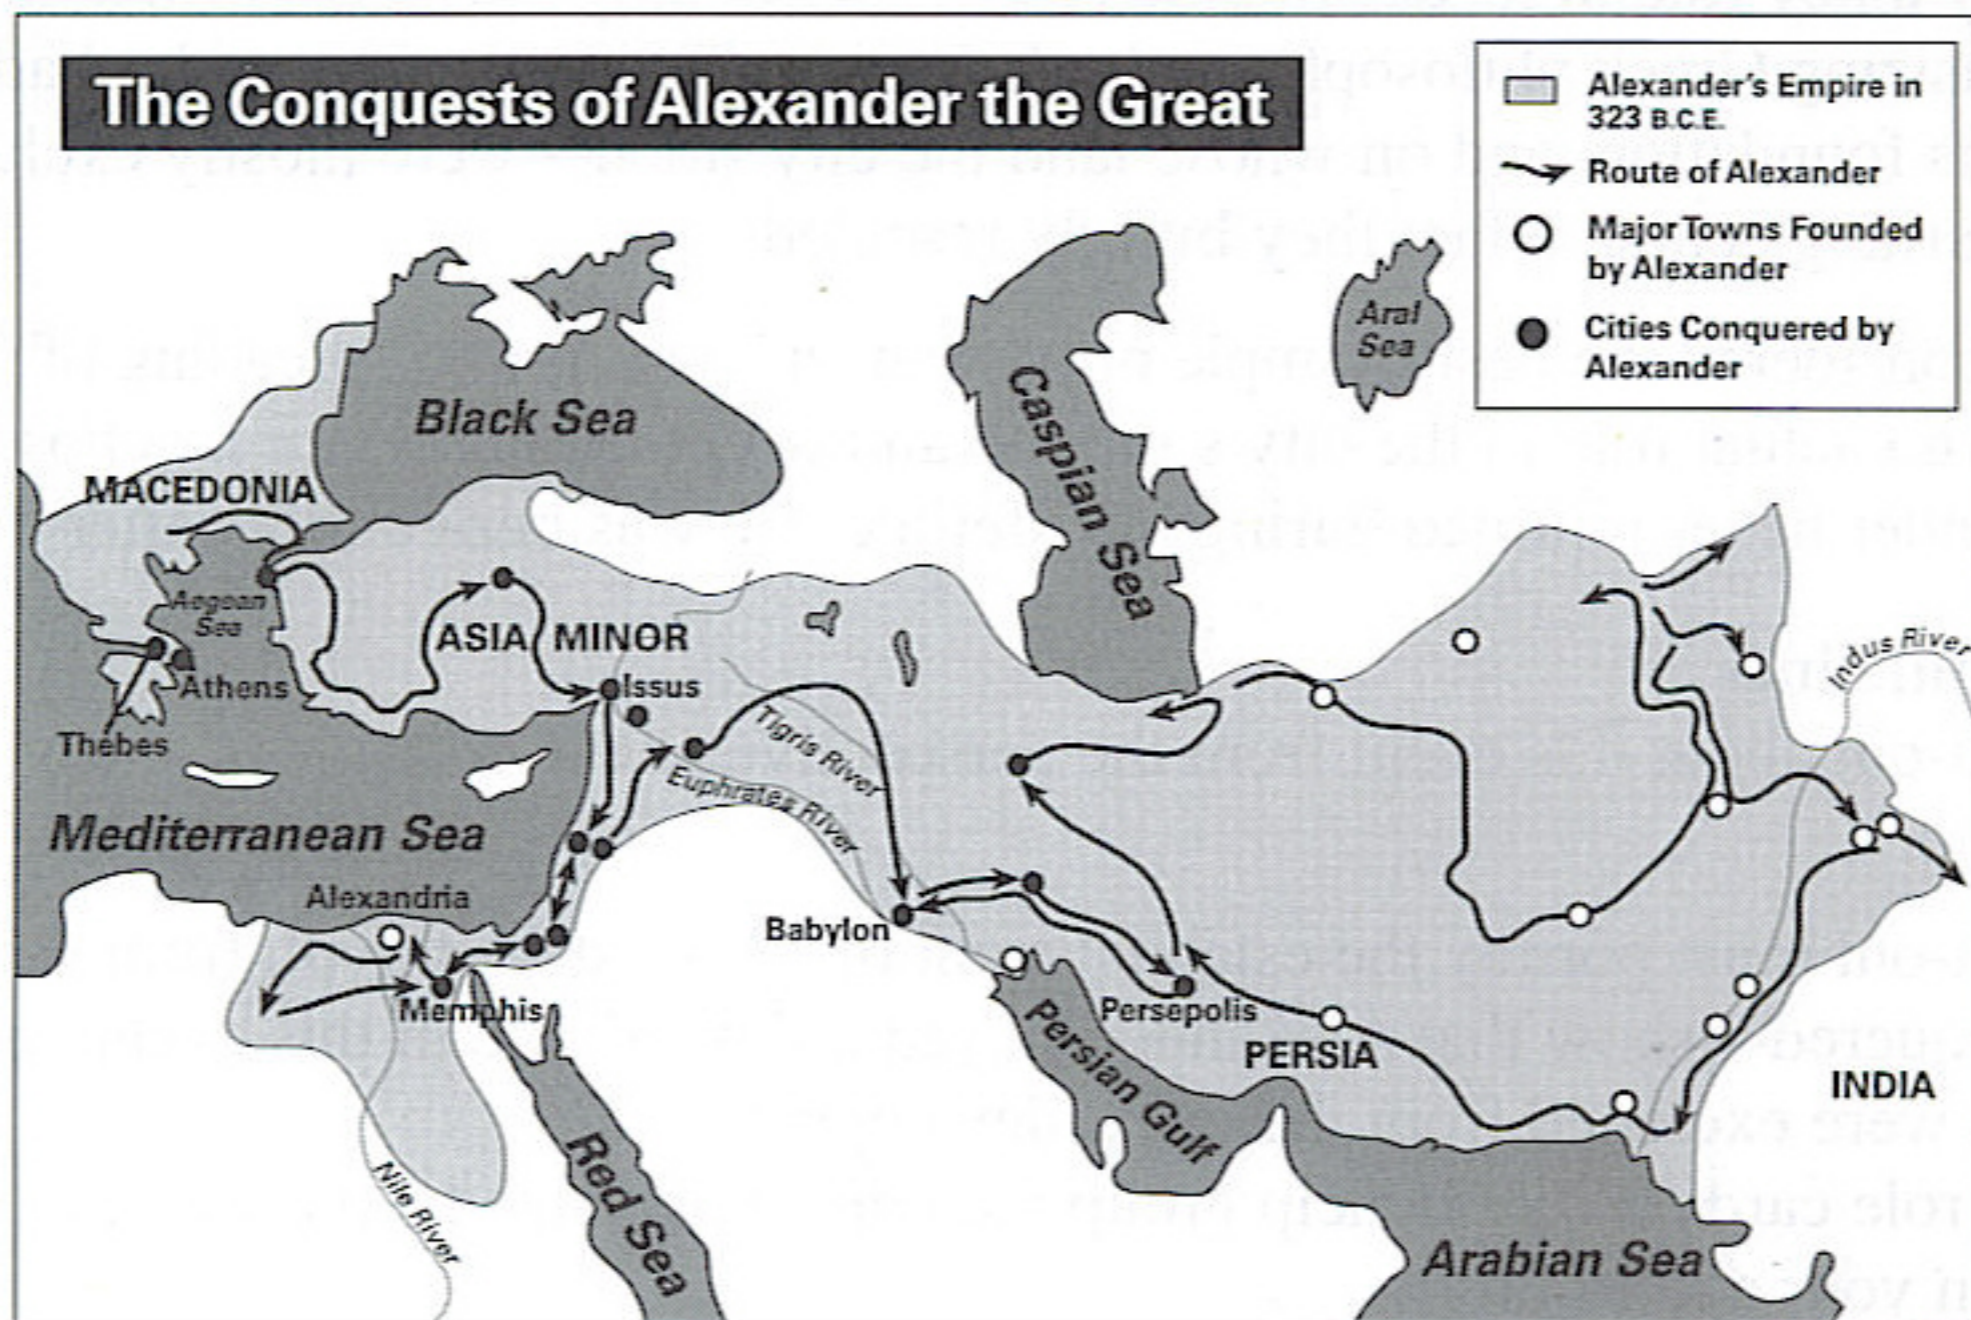 The Conquests of Alexander the Great
Alexander's Empire in
323 B.C.E.
Route of Alexander
Major Towns Founded
by Alexander
Cities Conquered by
Alexander
Aral
Sea
Black Sea
Caspian Sea
MACEDONIA
Aegean
Sea
ASIA MINOR
Indus River
Issus
Athens
Thebes
Tigris River
Euphrates River
Mediterranean Sea
Alexandria
Babylon
Memphis
Persepolis
Persian Gulf
PERSIA
INDIA
Nile River
Red Sea
Arabian Sea